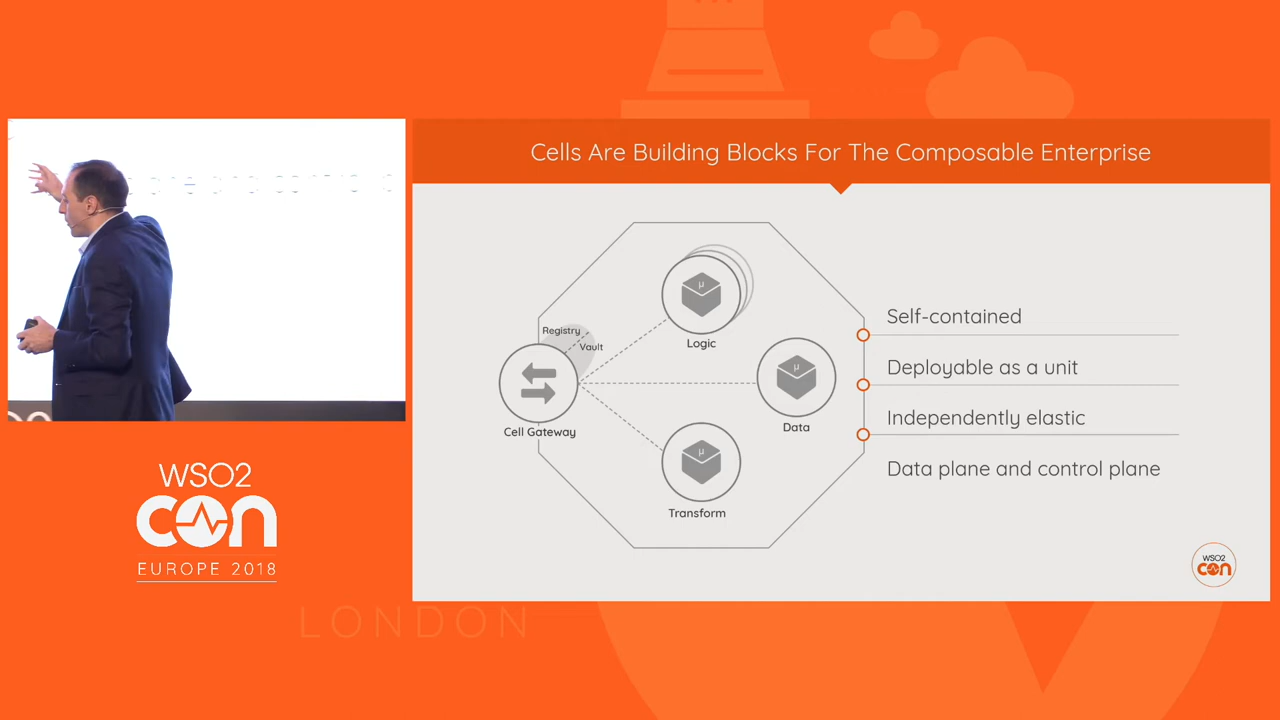 Cells Are Building Blocks For The Composable Enterprise
Registry
Vault
Cell Gateway
μ
Logic
μ
Data
μ
Transform
Self-contained
Deployable as a unit
Independently elastic
Data plane and control plane
WSO2
con
WSO2
con
EUROPE 2018
LONDON